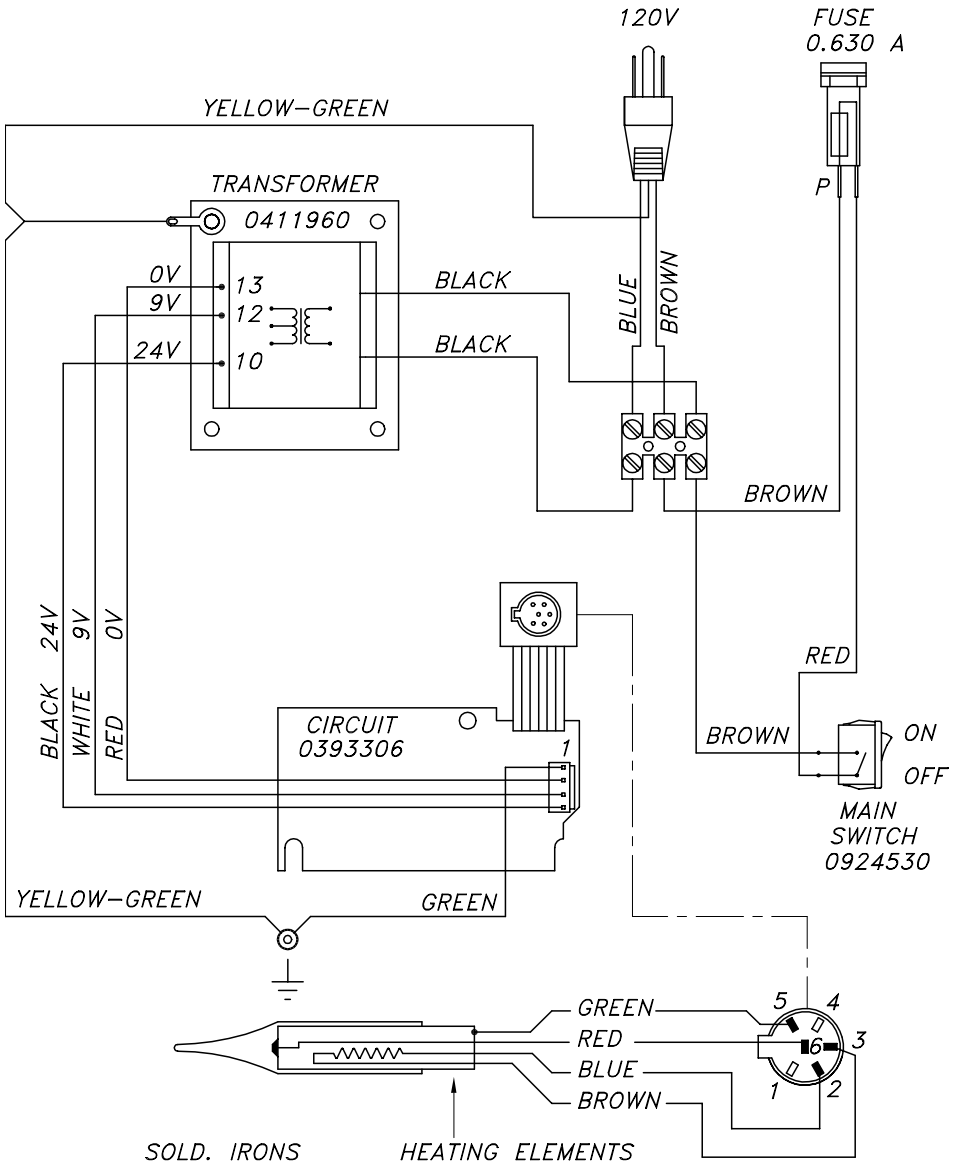 120V
FUSE
0.630 A
YELLOW-GREEN
P
TRANSFORMER
0411960
0V
13
9V
12
24V
10
BLACK
BLACK
BLUE
BROWN
BROWN
BLACK 24V
WHITE 9V
RED 0V
RED
CIRCUIT
0393306
1
BROWN
ON
OFF
MAIN
SWITCH
0924530
YELLOW-GREEN
GREEN
GREEN
RED
BLUE
BROWN
5
4
6
3
1
2
SOLD. IRONS
HEATING ELEMENTS